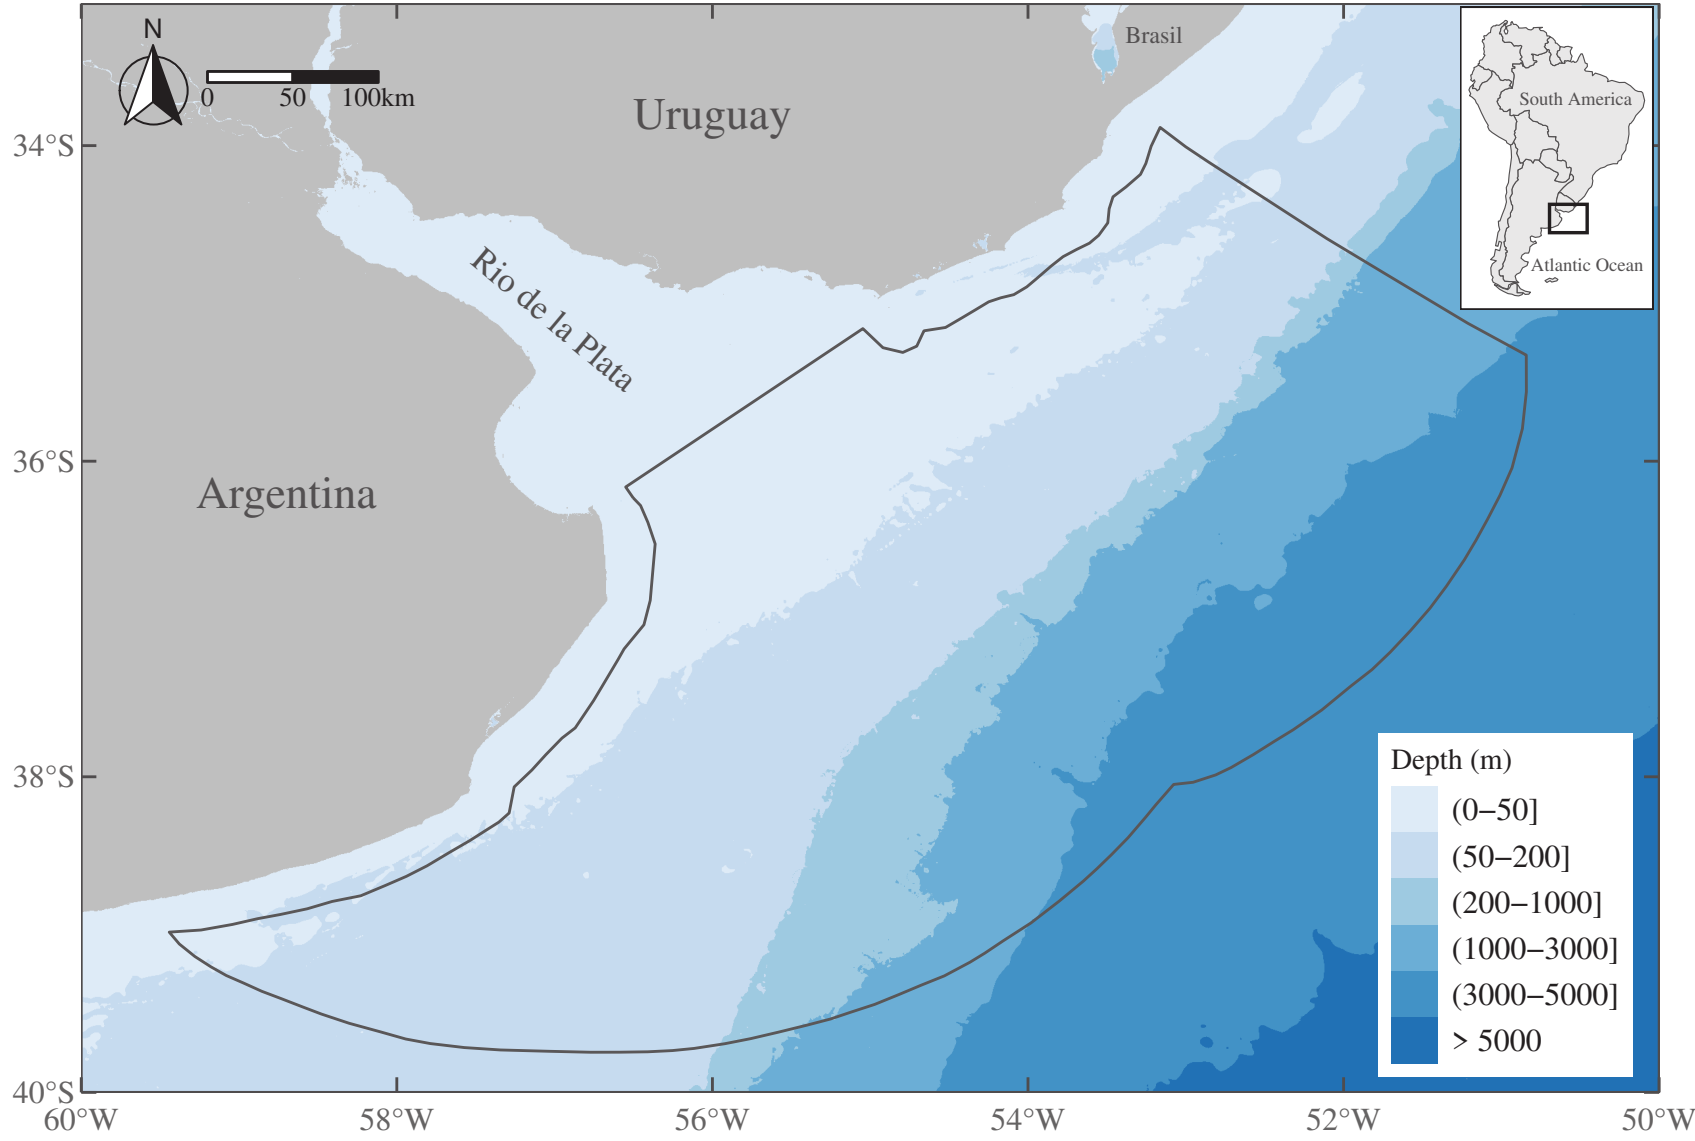 N
0 50 100km
Brasil
Uruguay
South America
Atlantic Ocean
34°S
Rio de la Plata
36°S
Argentina
38°S
Depth (m)
(0–50]
(50–200]
(200–1000]
(1000–3000]
(3000–5000]
> 5000
40°S
60°W 58°W 56°W 54°W 52°W 50°W